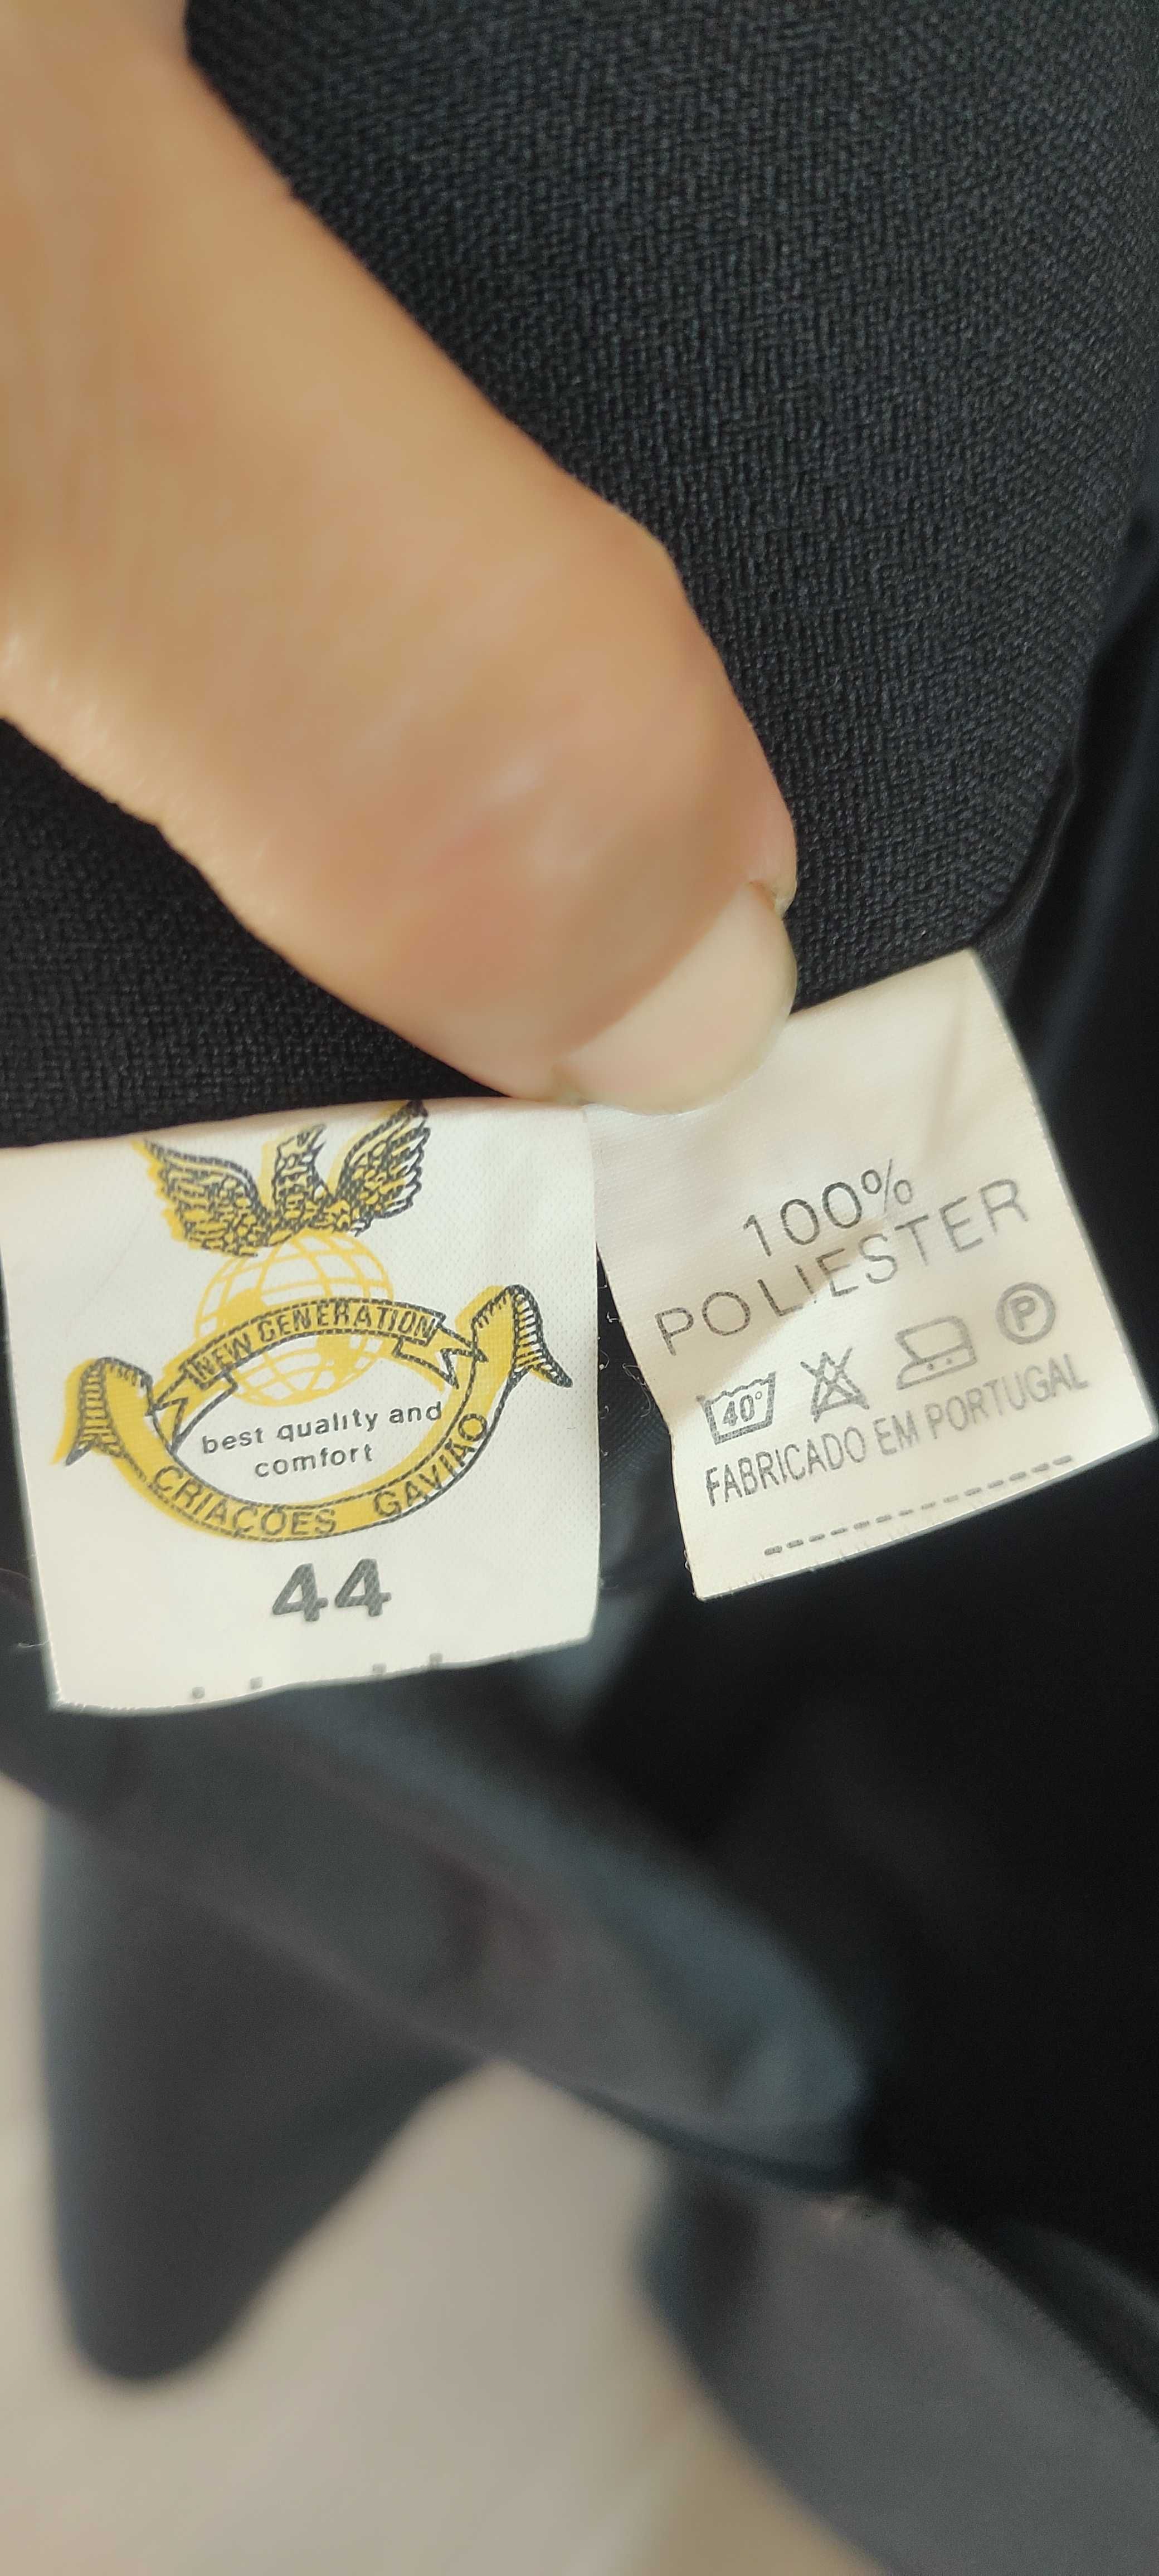 NEW GENERATION
best quality and
comfort
CRIAÇÕES GAVIÃO
44
100%
POLIESTER
40°
P
FABRICADO EM PORTUGAL